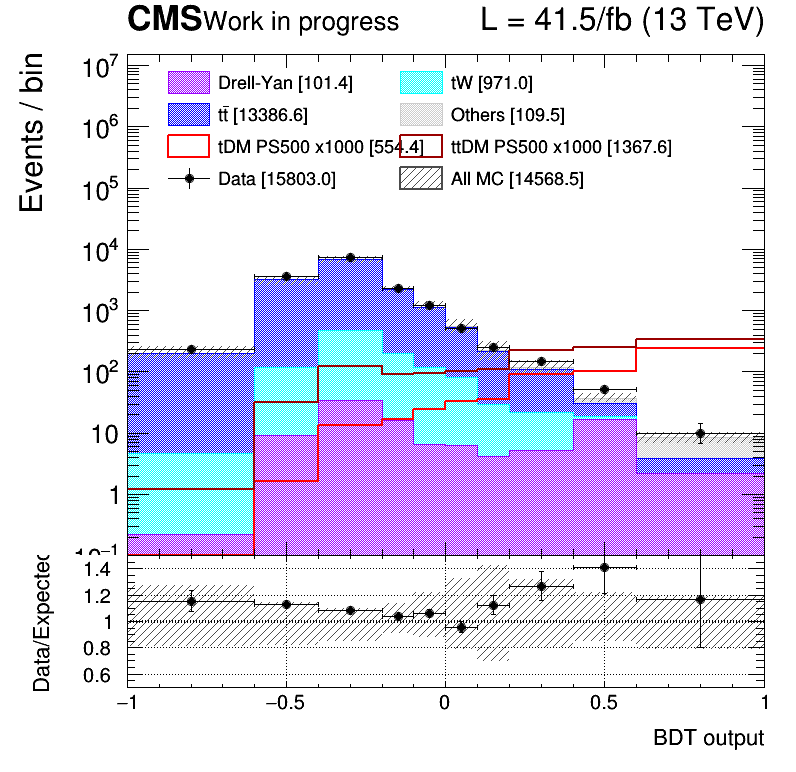 CMS Work in progress L = 41.5/fb (13 TeV)
Events / bin
10⁷
10⁶
10⁵
10⁴
10³
10²
10
1
10⁻¹
Drell-Yan [101.4] tW [971.0]
tt̄ [13386.6] Others [109.5]
tDM PS500 x1000 [554.4] ttDM PS500 x1000 [1367.6]
Data [15803.0] All MC [14568.5]
Data/Expected
1.4
1.2
1
0.8
0.6
−1 −0.5 0 0.5 1
BDT output